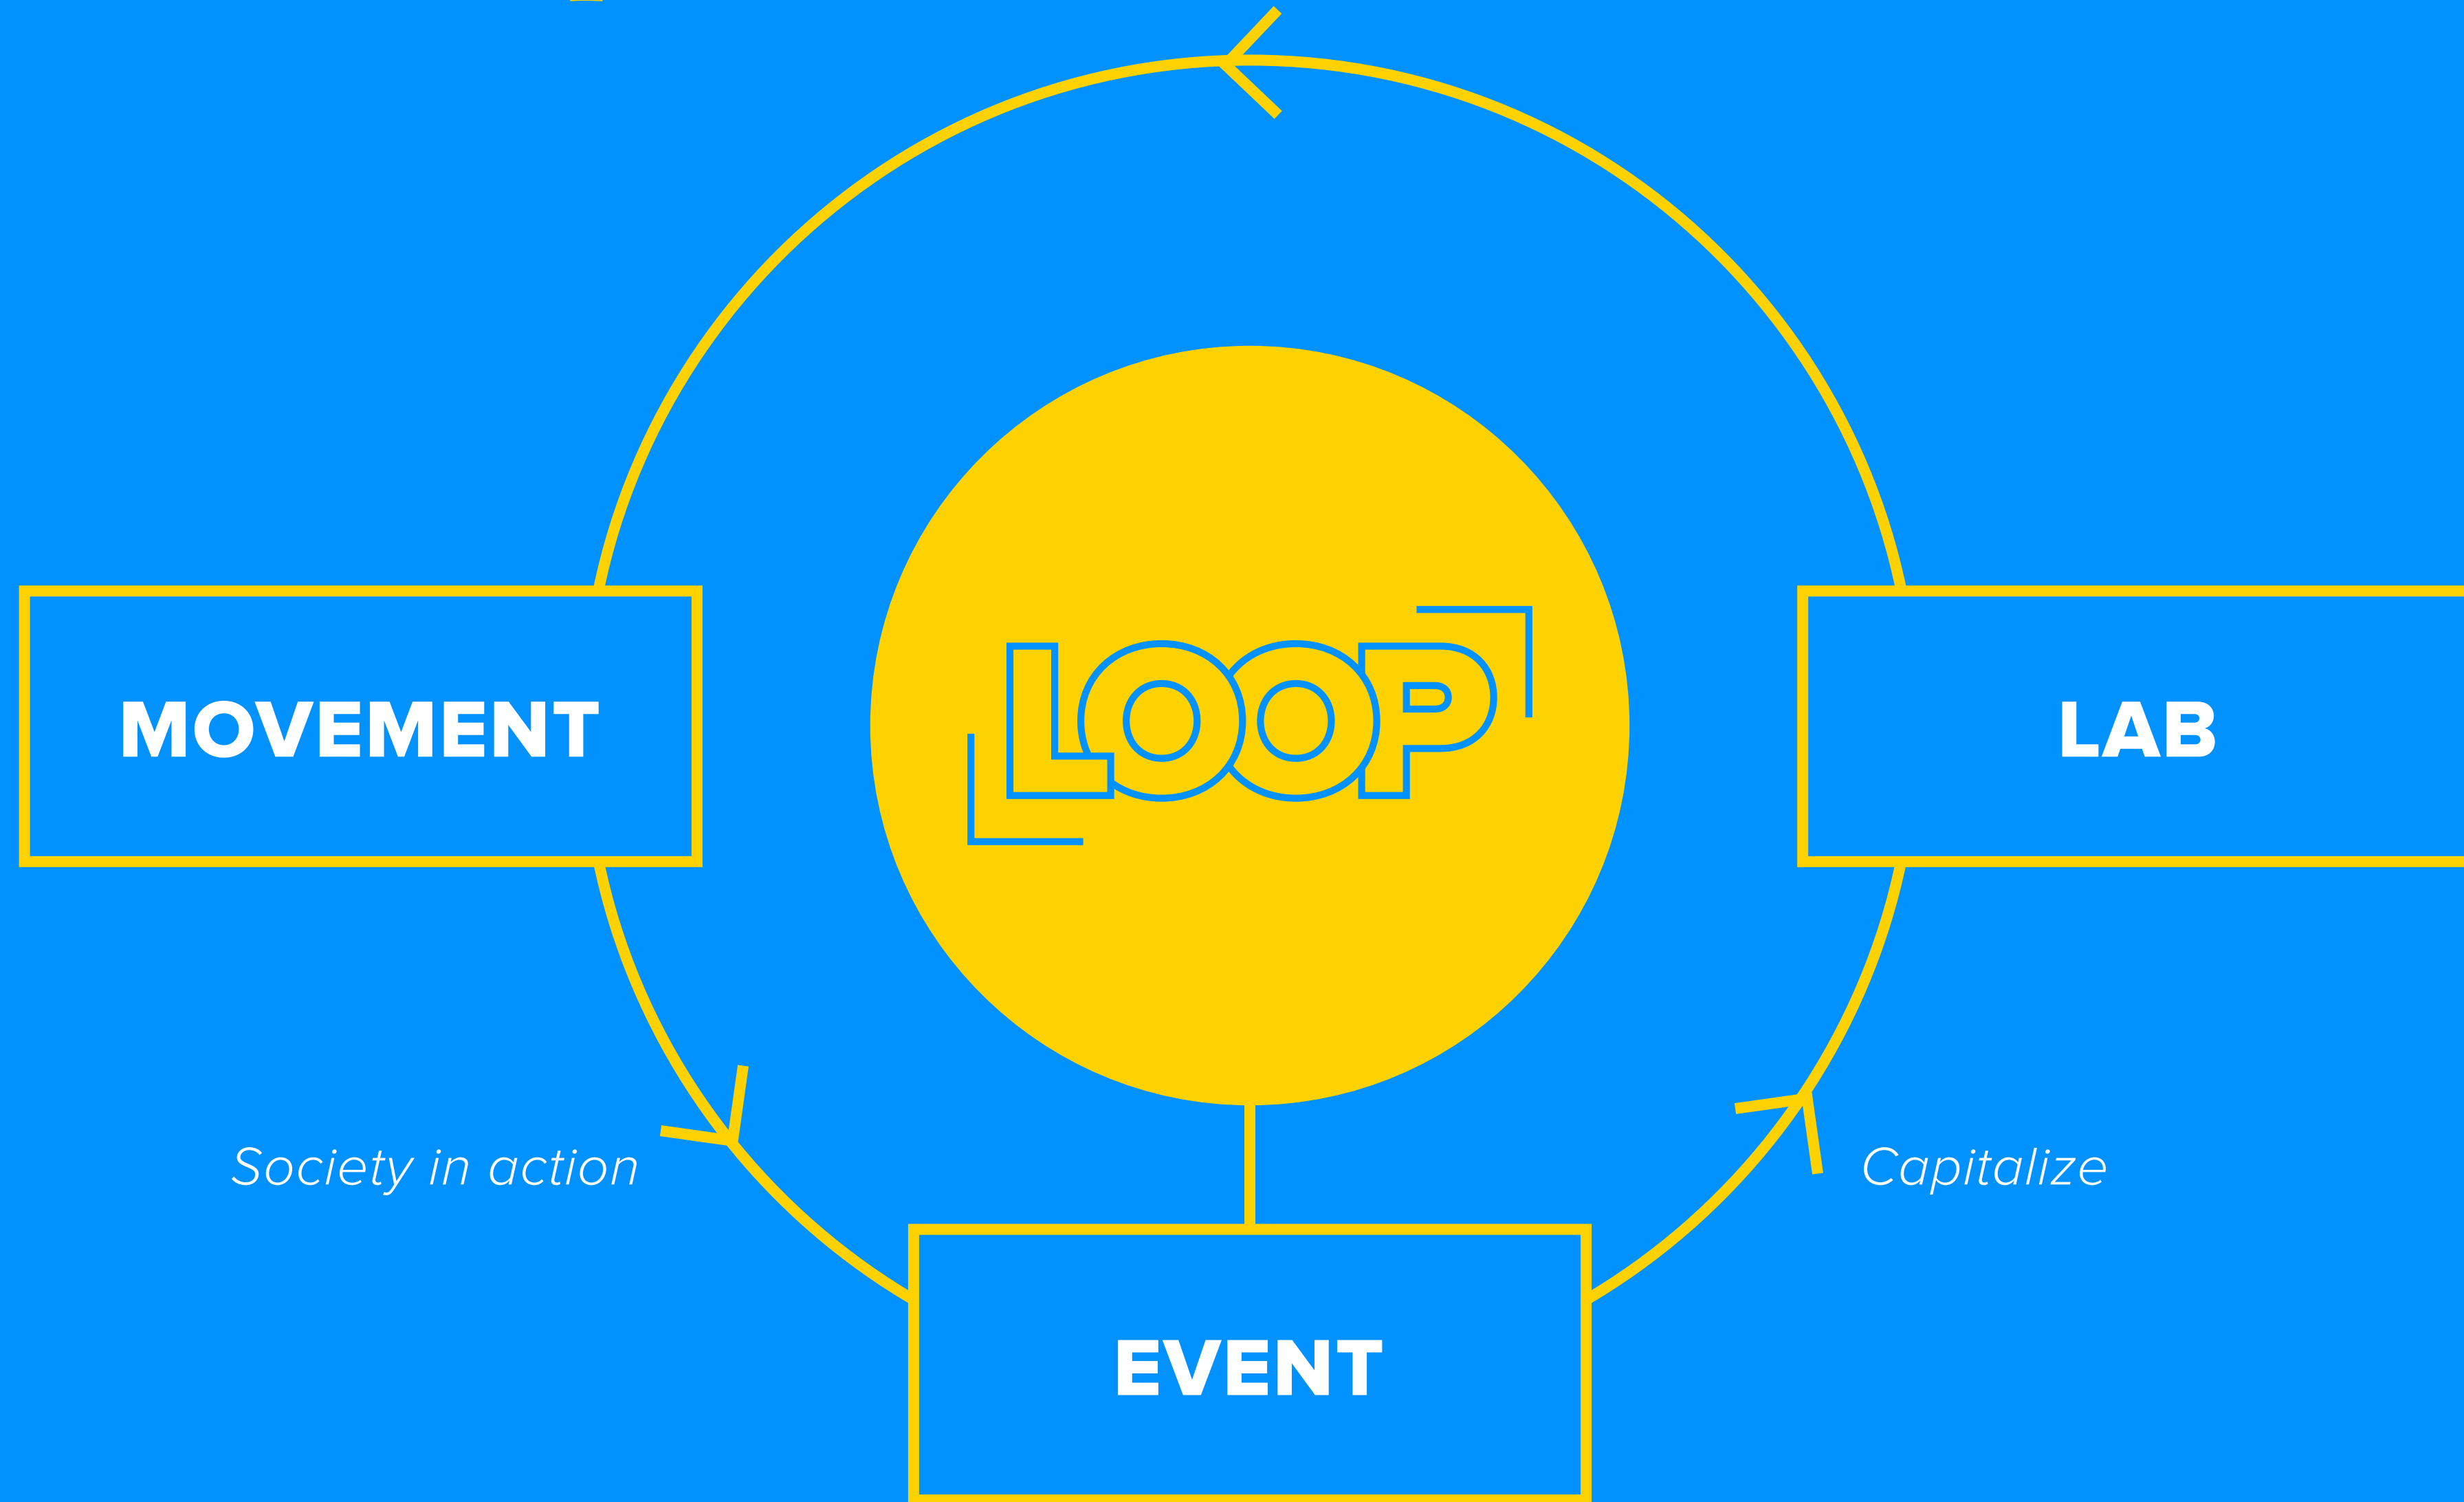 LOOP
MOVEMENT
LAB
Society in action
Capitalize
EVENT